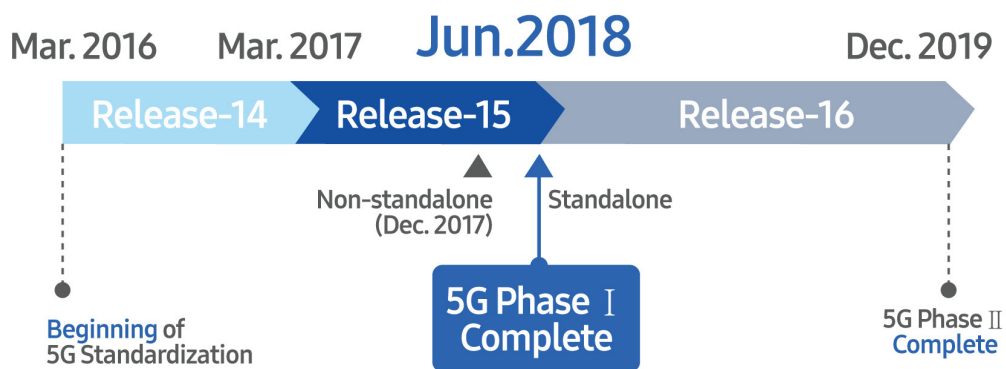 Mar. 2016
Mar. 2017
Jun.2018
Dec. 2019
Release-14
Release-15
Release-16
Non-standalone
(Dec. 2017)
Standalone
5G Phase Ⅰ
Complete
Beginning of
5G Standardization
5G Phase Ⅱ
Complete